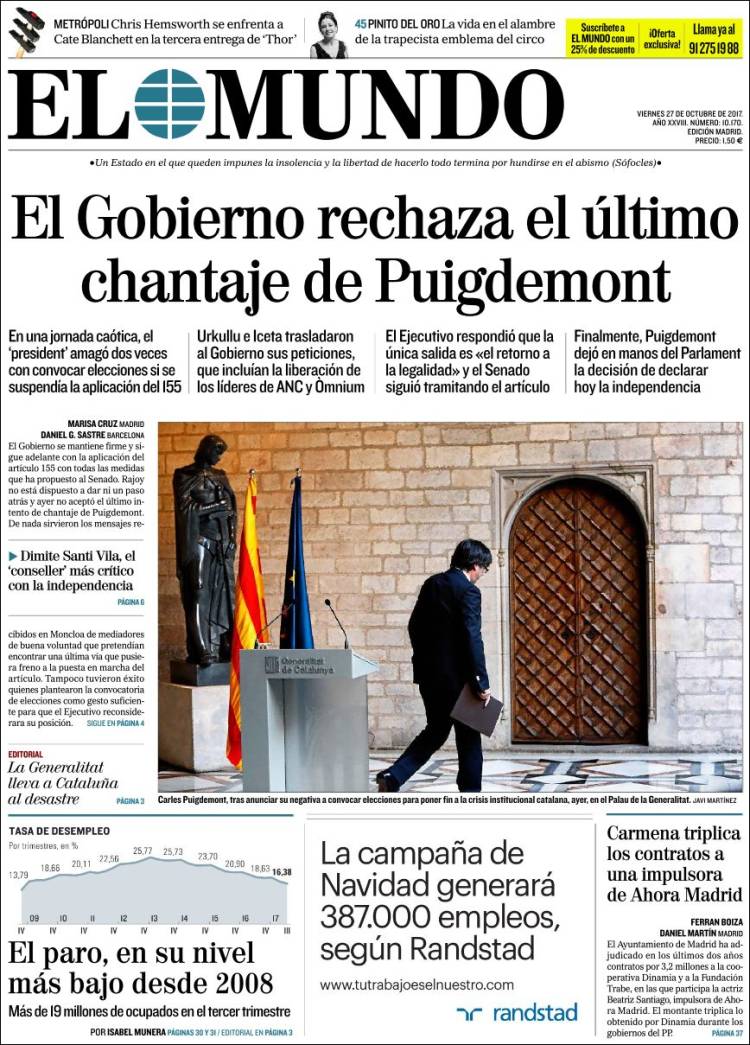 METRÓPOLI Chris Hemsworth se enfrenta a
Cate Blanchett en la tercera entrega de ‘Thor’
45 PINITO DEL ORO La vida en el alambre
de la trapecista emblema del circo
Suscríbete a
EL MUNDO con un
25% de descuento
¡Oferta
exclusiva!
Llama ya al
91 275 19 88
EL MUNDO
VIERNES 27 DE OCTUBRE DE 2017.
AÑO XXVIII. NÚMERO: 10.170.
EDICIÓN MADRID.
PRECIO: 1,50 €
•Un Estado en el que queden impunes la insolencia y la libertad de hacerlo todo termina por hundirse en el abismo (Sófocles)•
El Gobierno rechaza el último
chantaje de Puigdemont
En una jornada caótica, el
‘president’ amagó dos veces
con convocar elecciones si se
suspendía la aplicación del 155
Urkullu e Iceta trasladaron
al Gobierno sus peticiones,
que incluían la liberación de
los líderes de ANC y Òmnium
El Ejecutivo respondió que la
única salida es «el retorno a
la legalidad» y el Senado
siguió tramitando el artículo
Finalmente, Puigdemont
dejó en manos del Parlament
la decisión de declarar
hoy la independencia
MARISA CRUZ MADRID
DANIEL G. SASTRE BARCELONA
El Gobierno se mantiene firme y si-
gue adelante con la aplicación del
artículo 155 con todas las medidas
que ha propuesto al Senado. Rajoy
no está dispuesto a dar ni un paso
atrás y ayer no aceptó el último in-
tento de chantaje de Puigdemont.
De nada sirvieron los mensajes re-
Dimite Santi Vila, el
‘conseller’ más crítico
con la independencia
PÁGINA 6
cibidos en Moncloa de mediadores
de buena voluntad que pretendían
encontrar una última vía que pusie-
ra freno a la puesta en marcha del
artículo. Tampoco tuvieron éxito
quienes plantearon la convocatoria
de elecciones como gesto suficien-
te para que el Ejecutivo reconside-
rara su posición. SIGUE EN PÁGINA 4
EDITORIAL
La Generalitat
lleva a Cataluña
al desastre
PÁGINA 3
Generalitat
de Catalunya
Carles Puigdemont, tras anunciar su negativa a convocar elecciones para poner fin a la crisis institucional catalana, ayer, en el Palau de la Generalitat. JAVI MARTÍNEZ
TASA DE DESEMPLEO
Por trimestres, en %
13,79 18,66 20,11 22,56 25,77 25,73 23,70 20,90 18,63 16,38
09 10 11 12 13 14 15 16 17
IV IV IV IV IV IV IV IV IV III
El paro, en su nivel
más bajo desde 2008
Más de 19 millones de ocupados en el tercer trimestre
POR ISABEL MUNERA PÁGINAS 30 Y 31 / EDITORIAL EN PÁGINA 3
La campaña de
Navidad generará
387.000 empleos,
según Randstad
www.tutrabajoeselnuestro.com
randstad
Carmena triplica
los contratos a
una impulsora
de Ahora Madrid
FERRAN BOIZA
DANIEL MARTÍN MADRID
El Ayuntamiento de Madrid ha ad-
judicado en los últimos dos años
contratos por 3,2 millones a la co-
operativa Dinamia y a la Fundación
Trabe, en las que participa la actriz
Beatriz Santiago, impulsora de Aho-
ra Madrid. El montante triplica lo
obtenido por Dinamia durante los
gobiernos del PP. PÁGINA 37